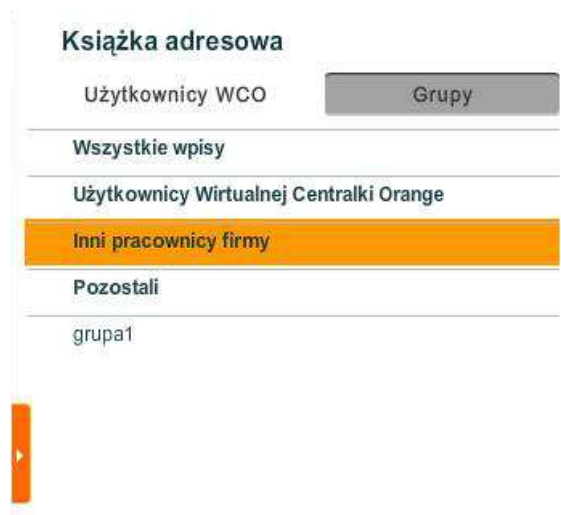 Książka adresowa
Użytkownicy WCO Grupy
Wszystkie wpisy
Użytkownicy Wirtualnej Centralki Orange
Inni pracownicy firmy
Pozostali
grupa1